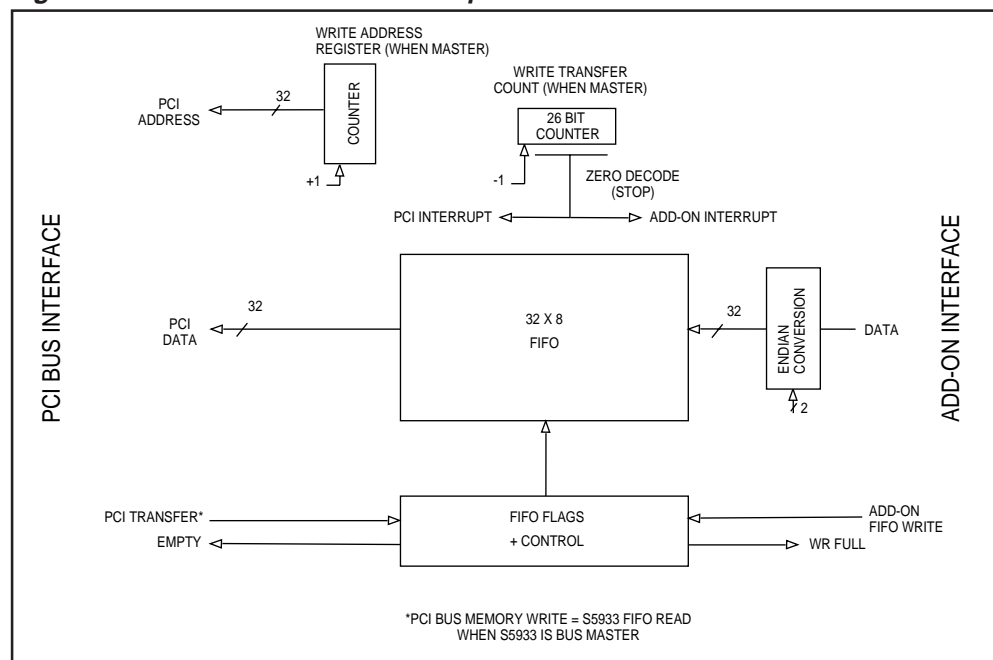 WRITE ADDRESS
REGISTER (WHEN MASTER)
WRITE TRANSFER
COUNT (WHEN MASTER)
PCI
ADDRESS
32
COUNTER
+1
26 BIT
COUNTER
-1
ZERO DECODE
(STOP)
PCI INTERRUPT
ADD-ON INTERRUPT
PCI BUS INTERFACE
PCI
DATA
32
32 X 8
FIFO
32
ENDIAN
CONVERSION
2
DATA
ADD-ON INTERFACE
PCI TRANSFER*
EMPTY
FIFO FLAGS
+ CONTROL
ADD-ON
FIFO WRITE
WR FULL
*PCI BUS MEMORY WRITE = S5933 FIFO READ
WHEN S5933 IS BUS MASTER